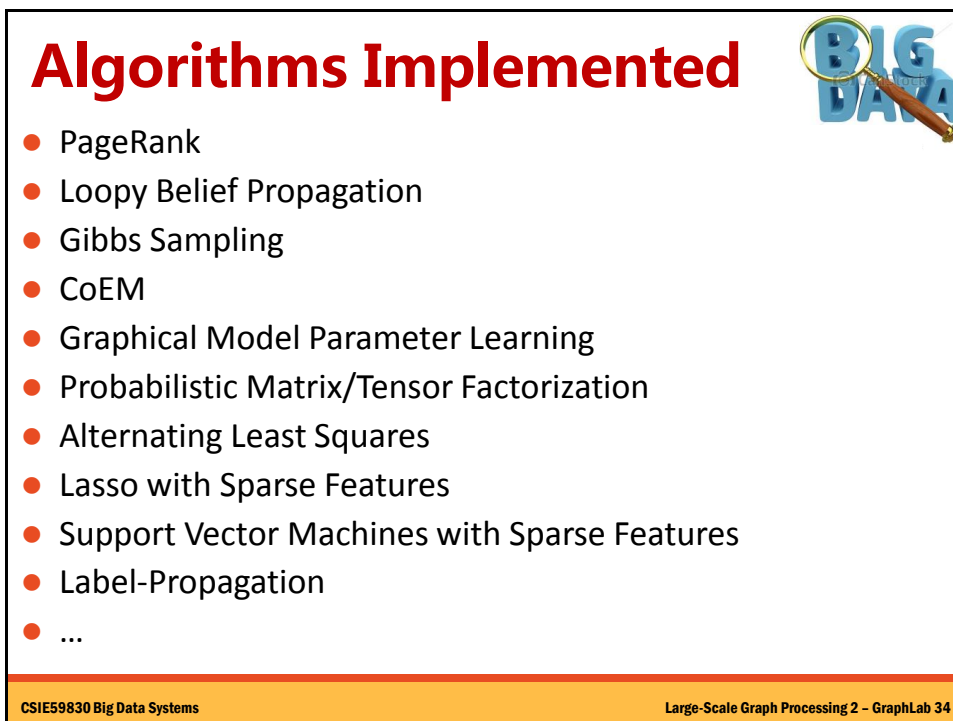 Algorithms Implemented
BIG
DATA
● PageRank
● Loopy Belief Propagation
● Gibbs Sampling
● CoEM
● Graphical Model Parameter Learning
● Probabilistic Matrix/Tensor Factorization
● Alternating Least Squares
● Lasso with Sparse Features
● Support Vector Machines with Sparse Features
● Label-Propagation
● ...
CSIE59830 Big Data Systems
Large-Scale Graph Processing 2 – GraphLab 34